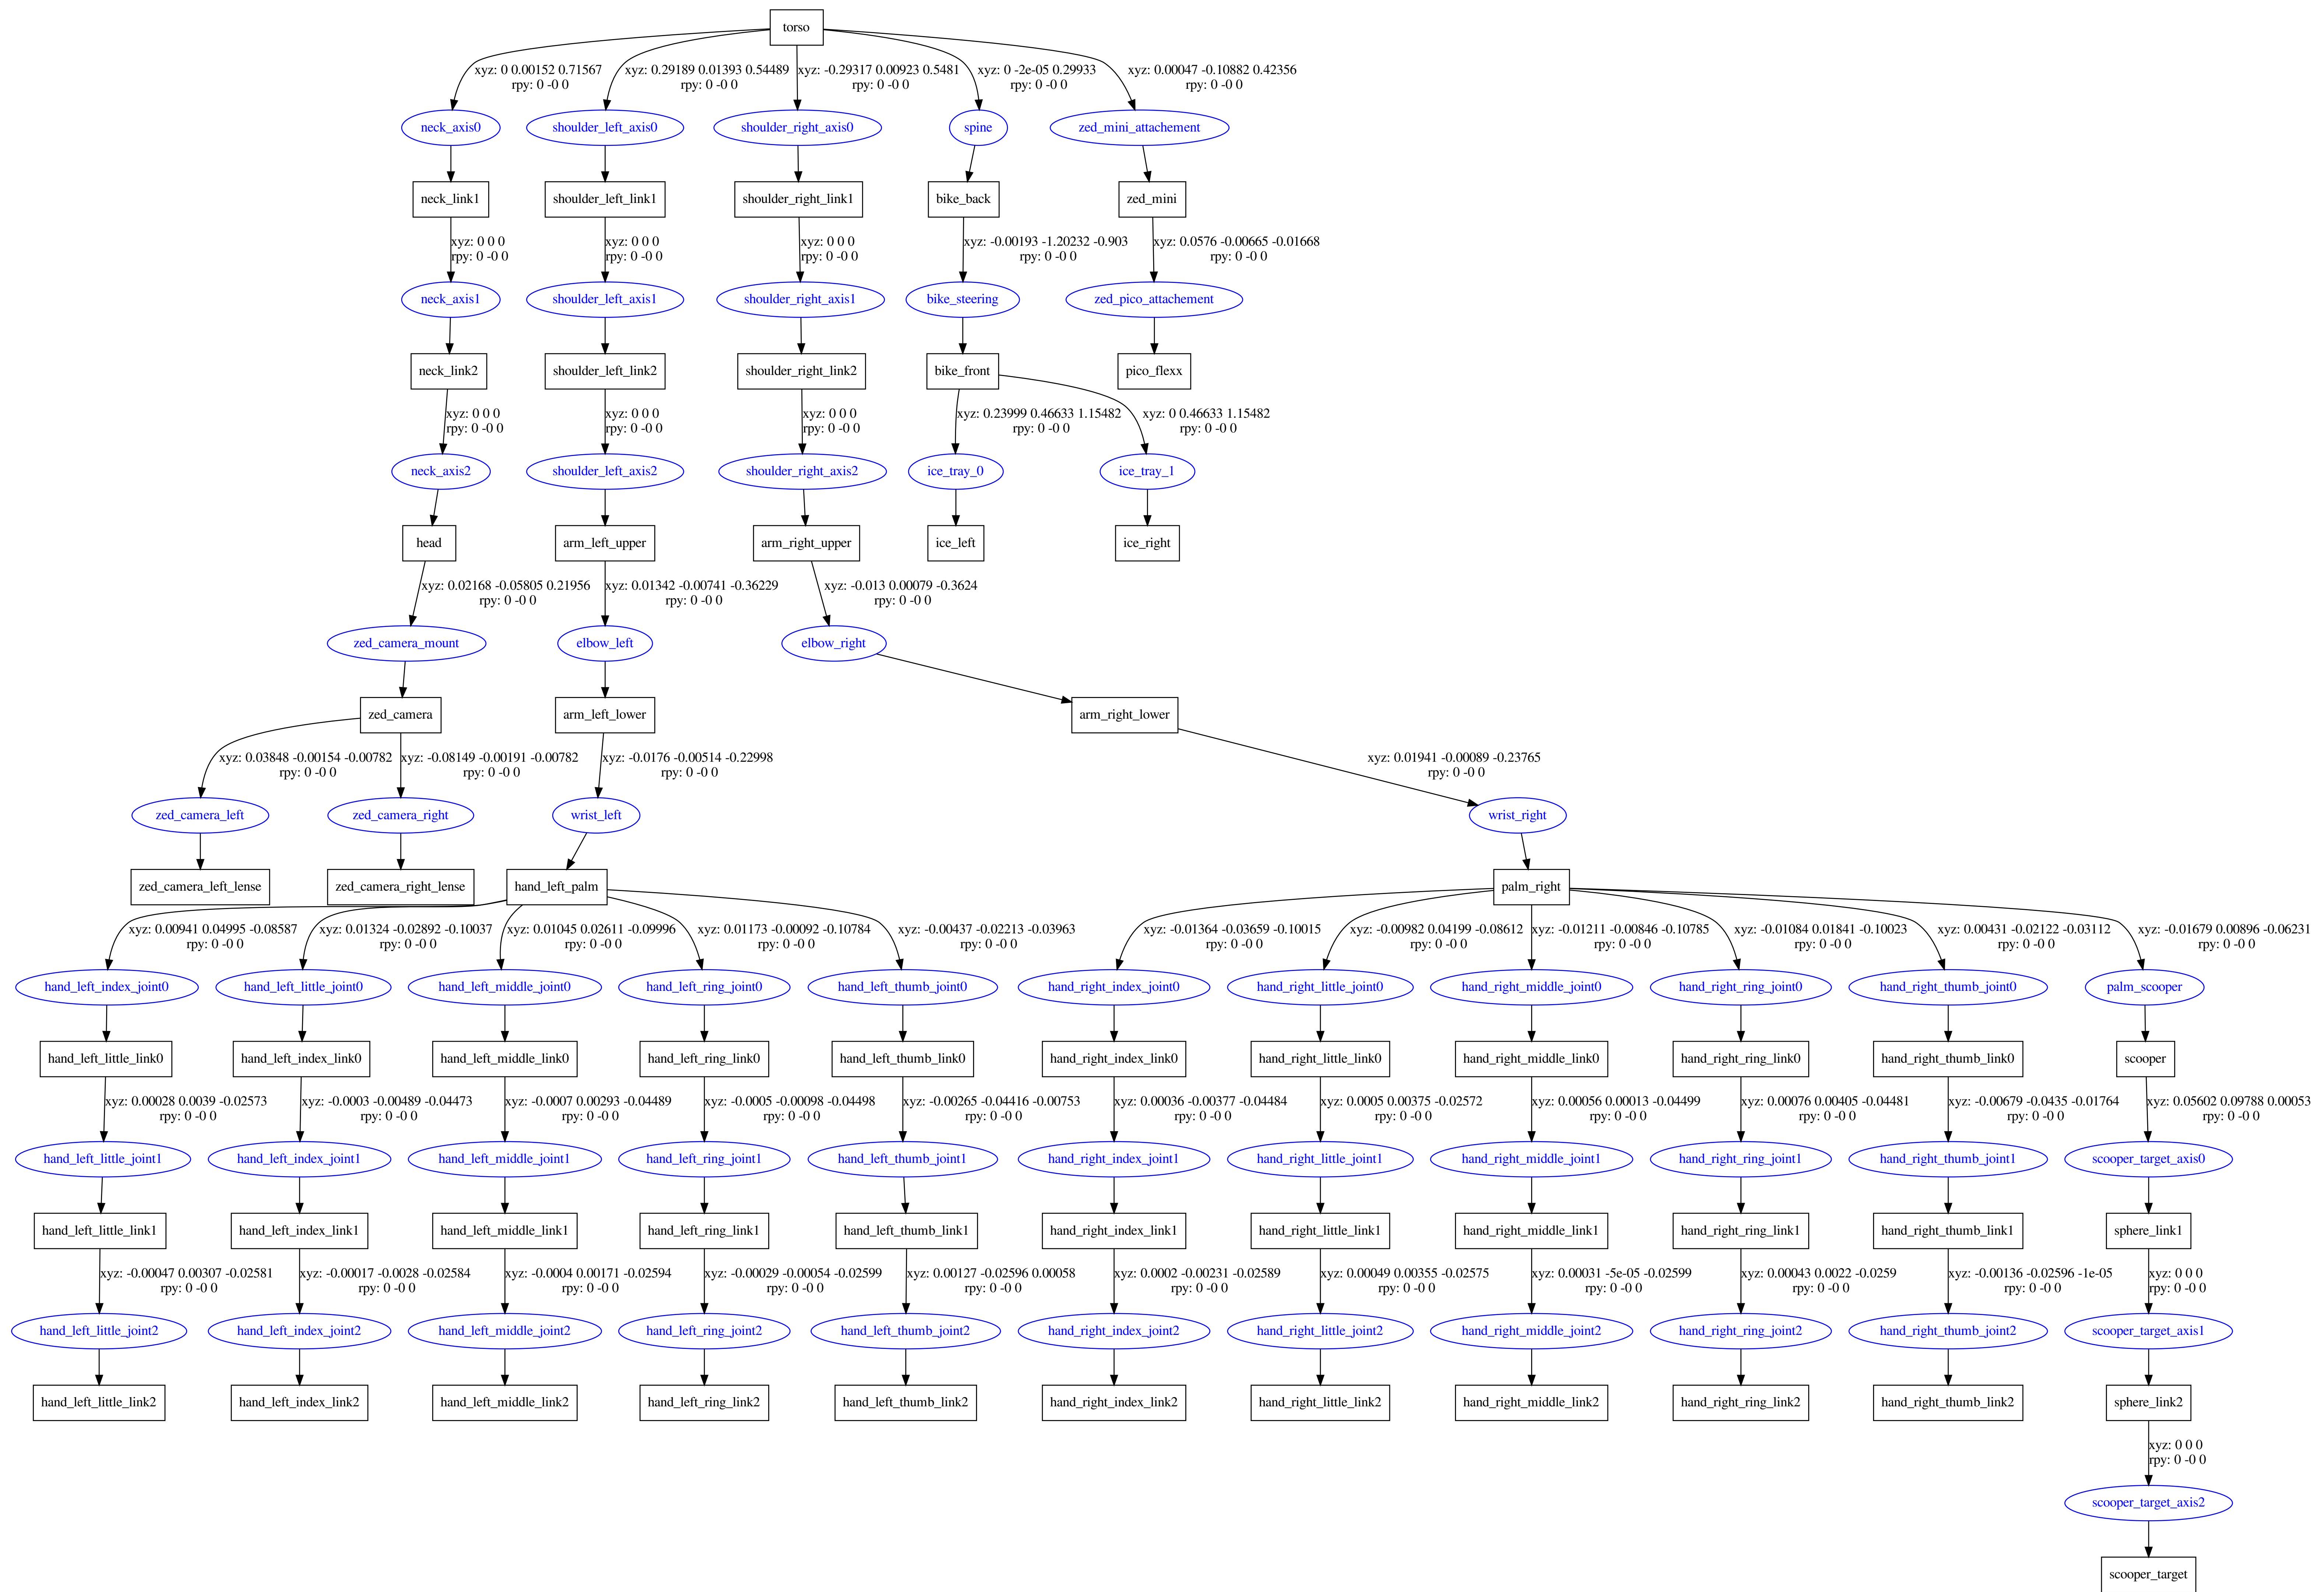 torso
xyz: 0 0.00152 0.71567
rpy: 0 -0 0
xyz: 0.29189 0.01393 0.54489
rpy: 0 -0 0
xyz: -0.29317 0.00923 0.5481
rpy: 0 -0 0
xyz: 0 -2e-05 0.29933
rpy: 0 -0 0
xyz: 0.00047 -0.10882 0.42356
rpy: 0 -0 0
neck_axis0
shoulder_left_axis0
shoulder_right_axis0
spine
zed_mini_attachement
neck_link1
shoulder_left_link1
shoulder_right_link1
bike_back
zed_mini
xyz: 0 0 0
rpy: 0 -0 0
xyz: 0 0 0
rpy: 0 -0 0
xyz: 0 0 0
rpy: 0 -0 0
xyz: -0.00193 -1.20232 -0.903
rpy: 0 -0 0
xyz: 0.0576 -0.00665 -0.01668
rpy: 0 -0 0
neck_axis1
shoulder_left_axis1
shoulder_right_axis1
bike_steering
zed_pico_attachement
neck_link2
shoulder_left_link2
shoulder_right_link2
bike_front
pico_flexx
xyz: 0 0 0
rpy: 0 -0 0
xyz: 0 0 0
rpy: 0 -0 0
xyz: 0 0 0
rpy: 0 -0 0
xyz: 0.23999 0.46633 1.15482
rpy: 0 -0 0
xyz: 0 0.46633 1.15482
rpy: 0 -0 0
neck_axis2
shoulder_left_axis2
shoulder_right_axis2
ice_tray_0
ice_tray_1
head
arm_left_upper
arm_right_upper
ice_left
ice_right
xyz: 0.02168 -0.05805 0.21956
rpy: 0 -0 0
xyz: 0.01342 -0.00741 -0.36229
rpy: 0 -0 0
xyz: -0.013 0.00079 -0.3624
rpy: 0 -0 0
zed_camera_mount
elbow_left
elbow_right
zed_camera
arm_left_lower
arm_right_lower
xyz: 0.03848 -0.00154 -0.00782
rpy: 0 -0 0
xyz: -0.08149 -0.00191 -0.00782
rpy: 0 -0 0
xyz: -0.0176 -0.00514 -0.22998
rpy: 0 -0 0
xyz: 0.01941 -0.00089 -0.23765
rpy: 0 -0 0
zed_camera_left
zed_camera_right
wrist_left
wrist_right
zed_camera_left_lense
zed_camera_right_lense
hand_left_palm
palm_right
xyz: 0.00941 0.04995 -0.08587
rpy: 0 -0 0
xyz: 0.01324 -0.02892 -0.10037
rpy: 0 -0 0
xyz: 0.01045 0.02611 -0.09996
rpy: 0 -0 0
xyz: 0.01173 -0.00092 -0.10784
rpy: 0 -0 0
xyz: -0.00437 -0.02213 -0.03963
rpy: 0 -0 0
xyz: -0.01364 -0.03659 -0.10015
rpy: 0 -0 0
xyz: -0.00982 0.04199 -0.08612
rpy: 0 -0 0
xyz: -0.01211 -0.00846 -0.10785
rpy: 0 -0 0
xyz: -0.01084 0.01841 -0.10023
rpy: 0 -0 0
xyz: 0.00431 -0.02122 -0.03112
rpy: 0 -0 0
xyz: -0.01679 0.00896 -0.06231
rpy: 0 -0 0
hand_left_index_joint0
hand_left_little_joint0
hand_left_middle_joint0
hand_left_ring_joint0
hand_left_thumb_joint0
hand_right_index_joint0
hand_right_little_joint0
hand_right_middle_joint0
hand_right_ring_joint0
hand_right_thumb_joint0
palm_scooper
hand_left_little_link0
hand_left_index_link0
hand_left_middle_link0
hand_left_ring_link0
hand_left_thumb_link0
hand_right_index_link0
hand_right_little_link0
hand_right_middle_link0
hand_right_ring_link0
hand_right_thumb_link0
scooper
xyz: 0.00028 0.0039 -0.02573
rpy: 0 -0 0
xyz: -0.0003 -0.00489 -0.04473
rpy: 0 -0 0
xyz: -0.0007 0.00293 -0.04489
rpy: 0 -0 0
xyz: -0.0005 -0.00098 -0.04498
rpy: 0 -0 0
xyz: -0.00265 -0.04416 -0.00753
rpy: 0 -0 0
xyz: 0.00036 -0.00377 -0.04484
rpy: 0 -0 0
xyz: 0.0005 0.00375 -0.02572
rpy: 0 -0 0
xyz: 0.00056 0.00013 -0.04499
rpy: 0 -0 0
xyz: 0.00076 0.00405 -0.04481
rpy: 0 -0 0
xyz: -0.00679 -0.0435 -0.01764
rpy: 0 -0 0
xyz: 0.05602 0.09788 0.00053
rpy: 0 -0 0
hand_left_little_joint1
hand_left_index_joint1
hand_left_middle_joint1
hand_left_ring_joint1
hand_left_thumb_joint1
hand_right_index_joint1
hand_right_little_joint1
hand_right_middle_joint1
hand_right_ring_joint1
hand_right_thumb_joint1
scooper_target_axis0
hand_left_little_link1
hand_left_index_link1
hand_left_middle_link1
hand_left_ring_link1
hand_left_thumb_link1
hand_right_index_link1
hand_right_little_link1
hand_right_middle_link1
hand_right_ring_link1
hand_right_thumb_link1
sphere_link1
xyz: -0.00047 0.00307 -0.02581
rpy: 0 -0 0
xyz: -0.00017 -0.0028 -0.02584
rpy: 0 -0 0
xyz: -0.0004 0.00171 -0.02594
rpy: 0 -0 0
xyz: -0.00029 -0.00054 -0.02599
rpy: 0 -0 0
xyz: 0.00127 -0.02596 0.00058
rpy: 0 -0 0
xyz: 0.0002 -0.00231 -0.02589
rpy: 0 -0 0
xyz: 0.00049 0.00355 -0.02575
rpy: 0 -0 0
xyz: 0.00031 -5e-05 -0.02599
rpy: 0 -0 0
xyz: 0.00043 0.0022 -0.0259
rpy: 0 -0 0
xyz: -0.00136 -0.02596 -1e-05
rpy: 0 -0 0
xyz: 0 0 0
rpy: 0 -0 0
hand_left_little_joint2
hand_left_index_joint2
hand_left_middle_joint2
hand_left_ring_joint2
hand_left_thumb_joint2
hand_right_index_joint2
hand_right_little_joint2
hand_right_middle_joint2
hand_right_ring_joint2
hand_right_thumb_joint2
scooper_target_axis1
hand_left_little_link2
hand_left_index_link2
hand_left_middle_link2
hand_left_ring_link2
hand_left_thumb_link2
hand_right_index_link2
hand_right_little_link2
hand_right_middle_link2
hand_right_ring_link2
hand_right_thumb_link2
sphere_link2
xyz: 0 0 0
rpy: 0 -0 0
scooper_target_axis2
scooper_target